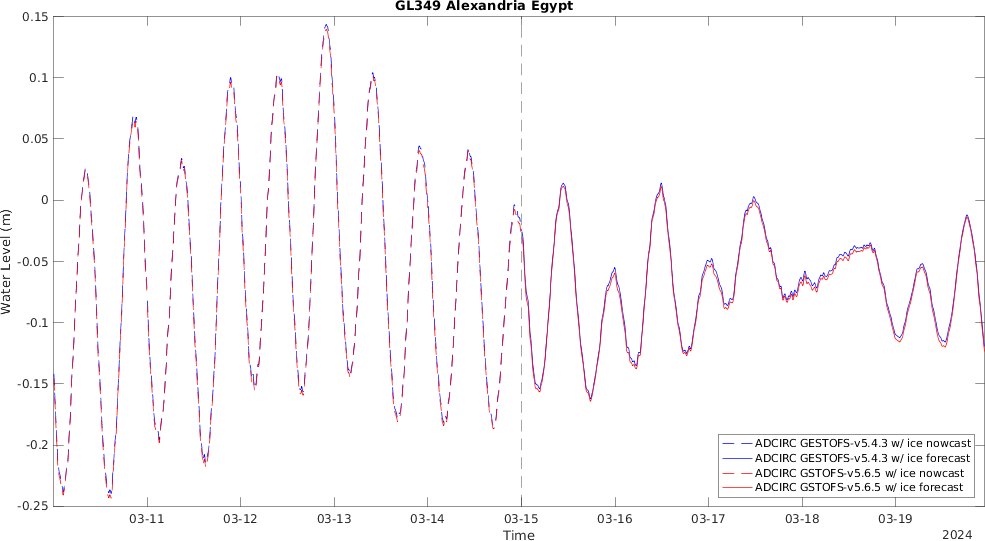 GL349 Alexandria Egypt
Water Level (m)
0.15
0.1
0.05
0
-0.05
-0.1
-0.15
-0.2
-0.25
ADCIRC GESTOFS-v5.4.3 w/ ice nowcast
ADCIRC GESTOFS-v5.4.3 w/ ice forecast
ADCIRC GSTOFS-v5.6.5 w/ ice nowcast
ADCIRC GSTOFS-v5.6.5 w/ ice forecast
03-11 03-12 03-13 03-14 03-15 03-16 03-17 03-18 03-19
Time
2024